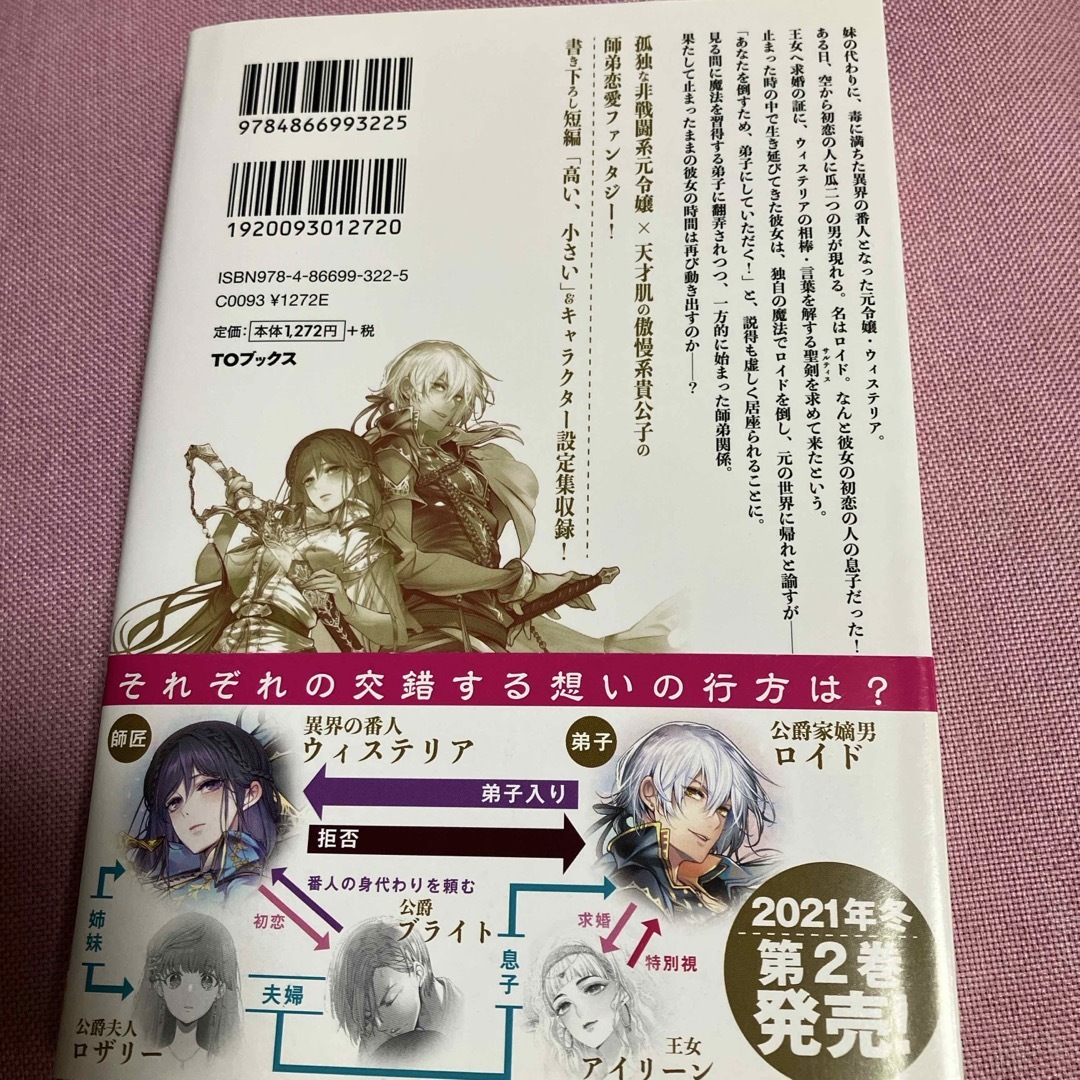 妹の代わりに、毒に満ちた異界の番人となった元令嬢・ウィステリア。
ある日、空から初恋の人に瓜二つの男が現れる。名はロイド。なんと彼女の初恋の人の息子だった!
王女へ求婚の証に、ウィステリアの相棒・言葉を解する聖剣を求めて来たという。
サルティス
止まった時の中で生き延びてきた彼女は、独自の魔法でロイドを倒し、元の世界に帰れと諭すが――
「あなたを倒すため、弟子にしていただく!」と、説得も虚しく居座られることに。
見る間に魔法を習得する弟子に翻弄されつつ、一方的に始まった師弟関係。
果たして止まったままの彼女の時間は再び動き出すのか――?
孤独な非戦闘系元令嬢×天才肌の傲慢系貴公子の
師弟恋愛ファンタジー!
書き下ろし短編「高い、小さい」&キャラクター設定集収録!
9784866993225
1920093012720
ISBN978-4-86699-322-5
C0093 ¥1272E
定価:本体1,272円+税
TOブックス
それぞれの交錯する想いの行方は?
師匠
異界の番人
ウィステリア
弟子
公爵家嫡男
ロイド
弟子入り
拒否
番人の身代わりを頼む
初恋
公爵
ブライト
姉妹
夫婦
息子
求婚
特別視
公爵夫人
ロザリー
王女
アイリーン
2021年冬
第2巻
発売!